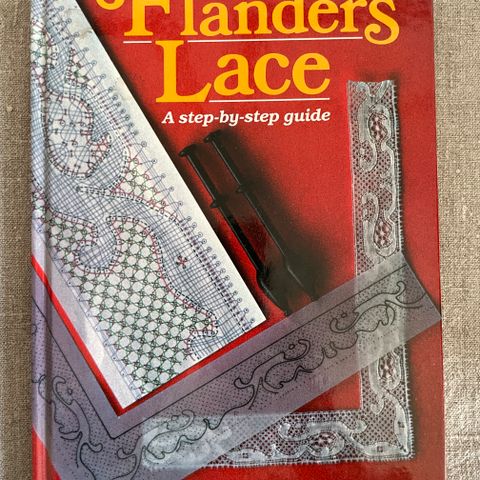 Flanders
Lace
A step-by-step guide